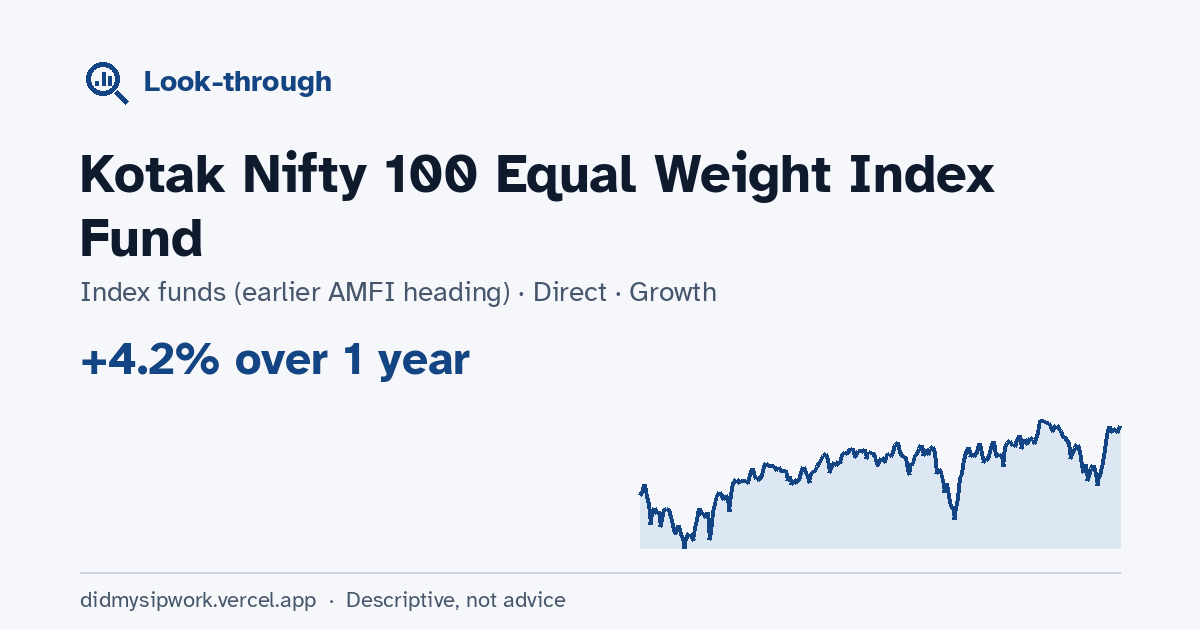 Look-through
Kotak Nifty 100 Equal Weight Index
Fund
Index funds (earlier AMFI heading) · Direct · Growth
+4.2% over 1 year
didmysipwork.vercel.app · Descriptive, not advice